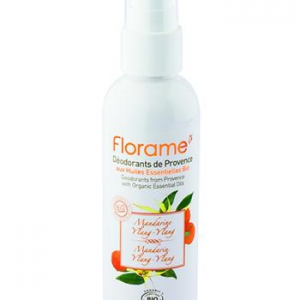 Florame
Déodorants de Provence
aux Huiles Essentielles Bio
Deodorants from Provence
with Organic Essential Oils
Mandarine
Ylang-Ylang
Mandarin
Ylang-Ylang
BIO